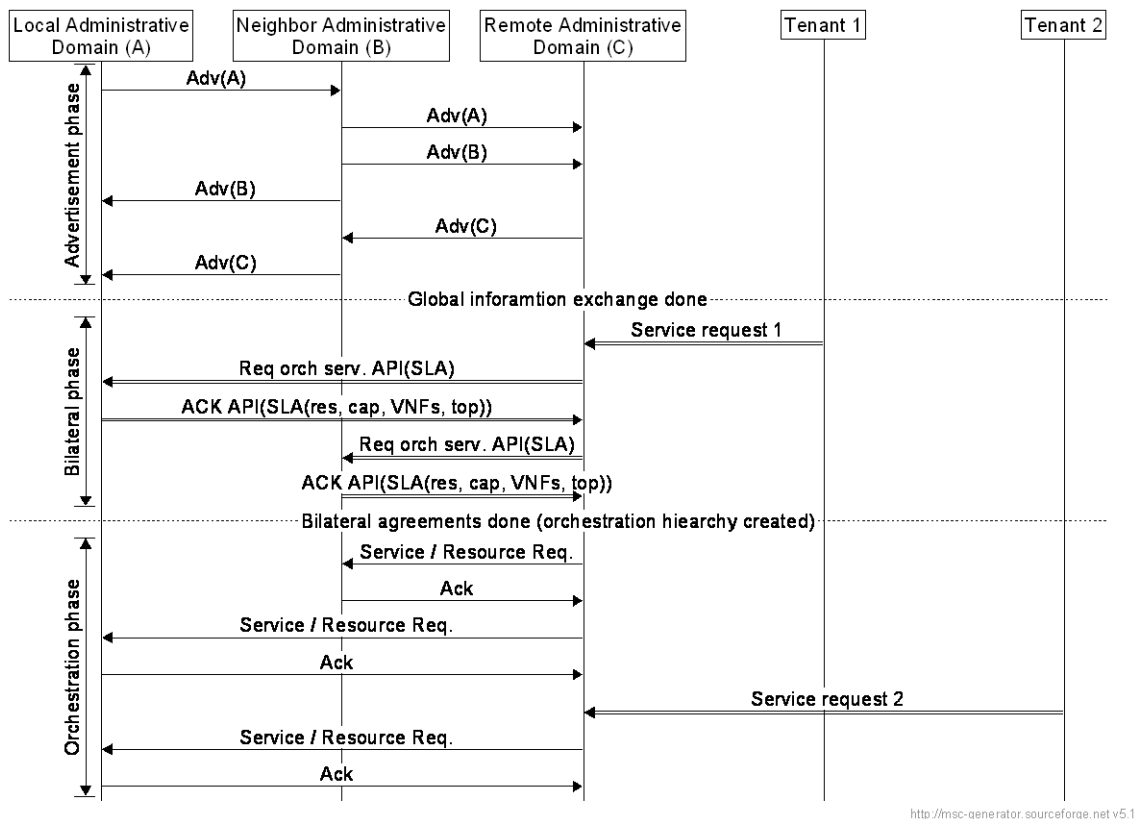 Local Administrative
Domain (A)
Neighbor Administrative
Domain (B)
Remote Administrative
Domain (C)
Tenant 1
Tenant 2
Advertisement phase
Adv(A)
Adv(A)
Adv(B)
Adv(B)
Adv(C)
Adv(C)
Global inforamtion exchange done
Bilateral phase
Service request 1
Req orch serv. API(SLA)
ACK API(SLA(res, cap, VNFs, top))
Req orch serv. API(SLA)
ACK API(SLA(res, cap, VNFs, top))
Bilateral agreements done (orchestration hiearchy created)
Orchestration phase
Service / Resource Req.
Ack
Service / Resource Req.
Ack
Service request 2
Service / Resource Req.
Ack
http://msc-generator.sourceforge.net v5.1